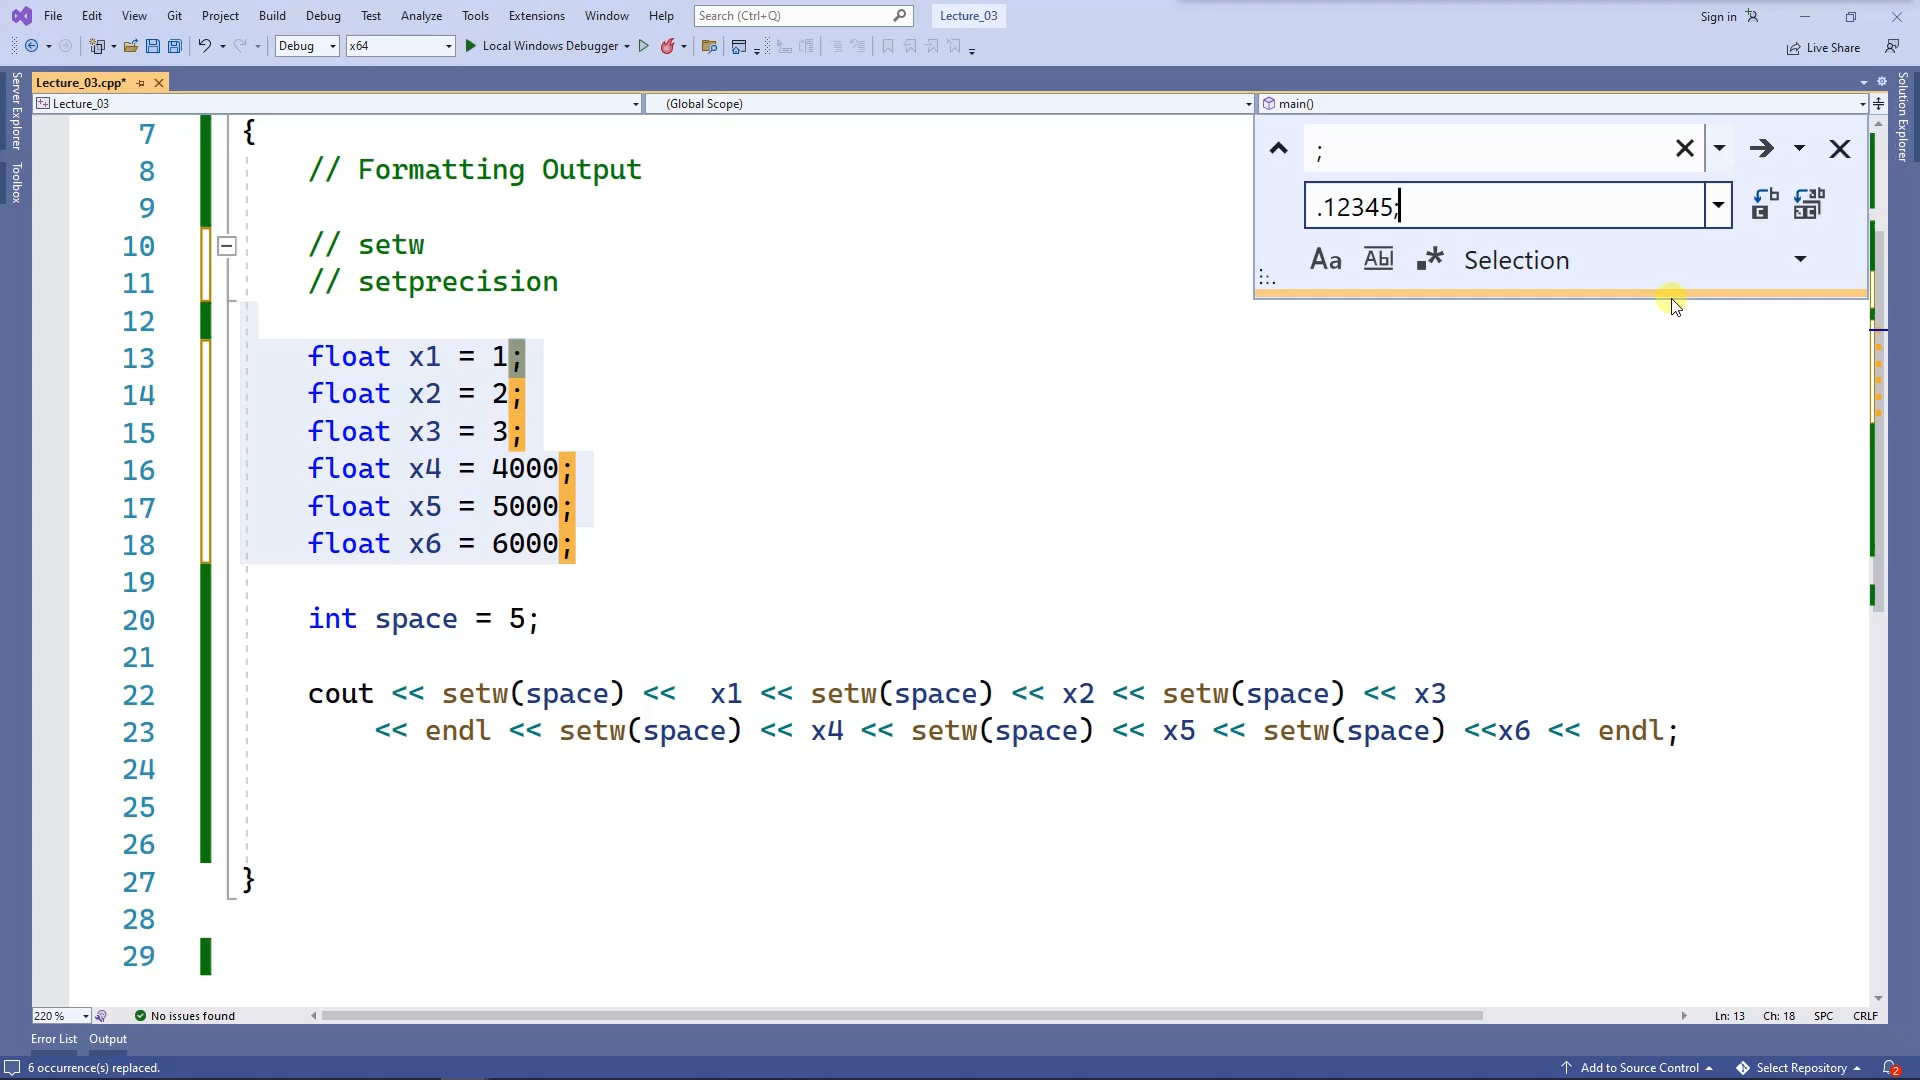 File Edit View Git Project Build Debug Test Analyze Tools Extensions Window Help Search (Ctrl+Q) Lecture_03 Sign in
Debug x64 Local Windows Debugger Live Share
Lecture_03.cpp*
Lecture_03 (Global Scope) main()
Server Explorer
Toolbox
Solution Explorer
;
.12345;
Aa Abl .* Selection
7 {
8 // Formatting Output
9
10 // setw
11 // setprecision
12
13 float x1 = 1;
14 float x2 = 2;
15 float x3 = 3;
16 float x4 = 4000;
17 float x5 = 5000;
18 float x6 = 6000;
19
20 int space = 5;
21
22 cout << setw(space) <<  x1 << setw(space) << x2 << setw(space) << x3
23 << endl << setw(space) << x4 << setw(space) << x5 << setw(space) <<x6 << endl;
24
25
26
27 }
28
29
220 % No issues found Ln: 13 Ch: 18 SPC CRLF
Error List Output
6 occurrence(s) replaced. Add to Source Control Select Repository 2